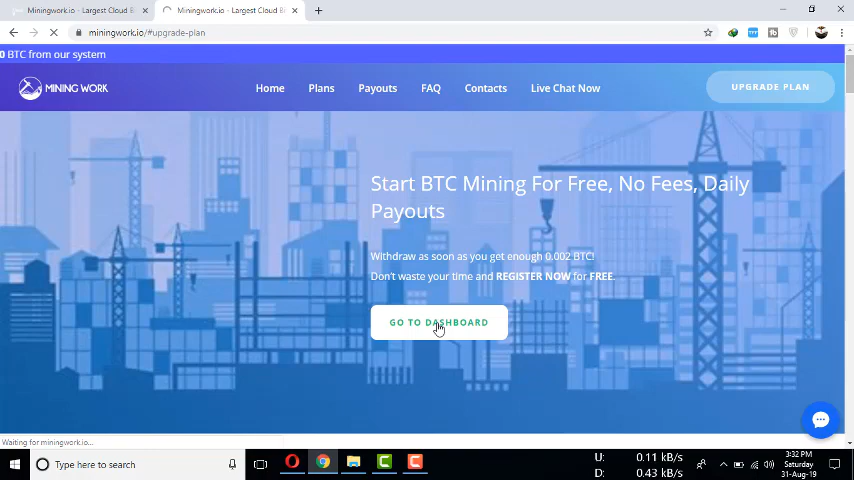 Miningwork.io - Largest Cloud B
Miningwork.io - Largest Cloud B
miningwork.io/#upgrade-plan
0 BTC from our system
MINING WORK
Home
Plans
Payouts
FAQ
Contacts
Live Chat Now
UPGRADE PLAN
Start BTC Mining For Free, No Fees, Daily
Payouts
Withdraw as soon as you get enough 0.002 BTC!
Don't waste your time and REGISTER NOW for FREE.
GO TO DASHBOARD
Waiting for miningwork.io...
Type here to search
U: 0.11 kB/s
D: 0.43 kB/s
3:32 PM
Saturday
31-Aug-19